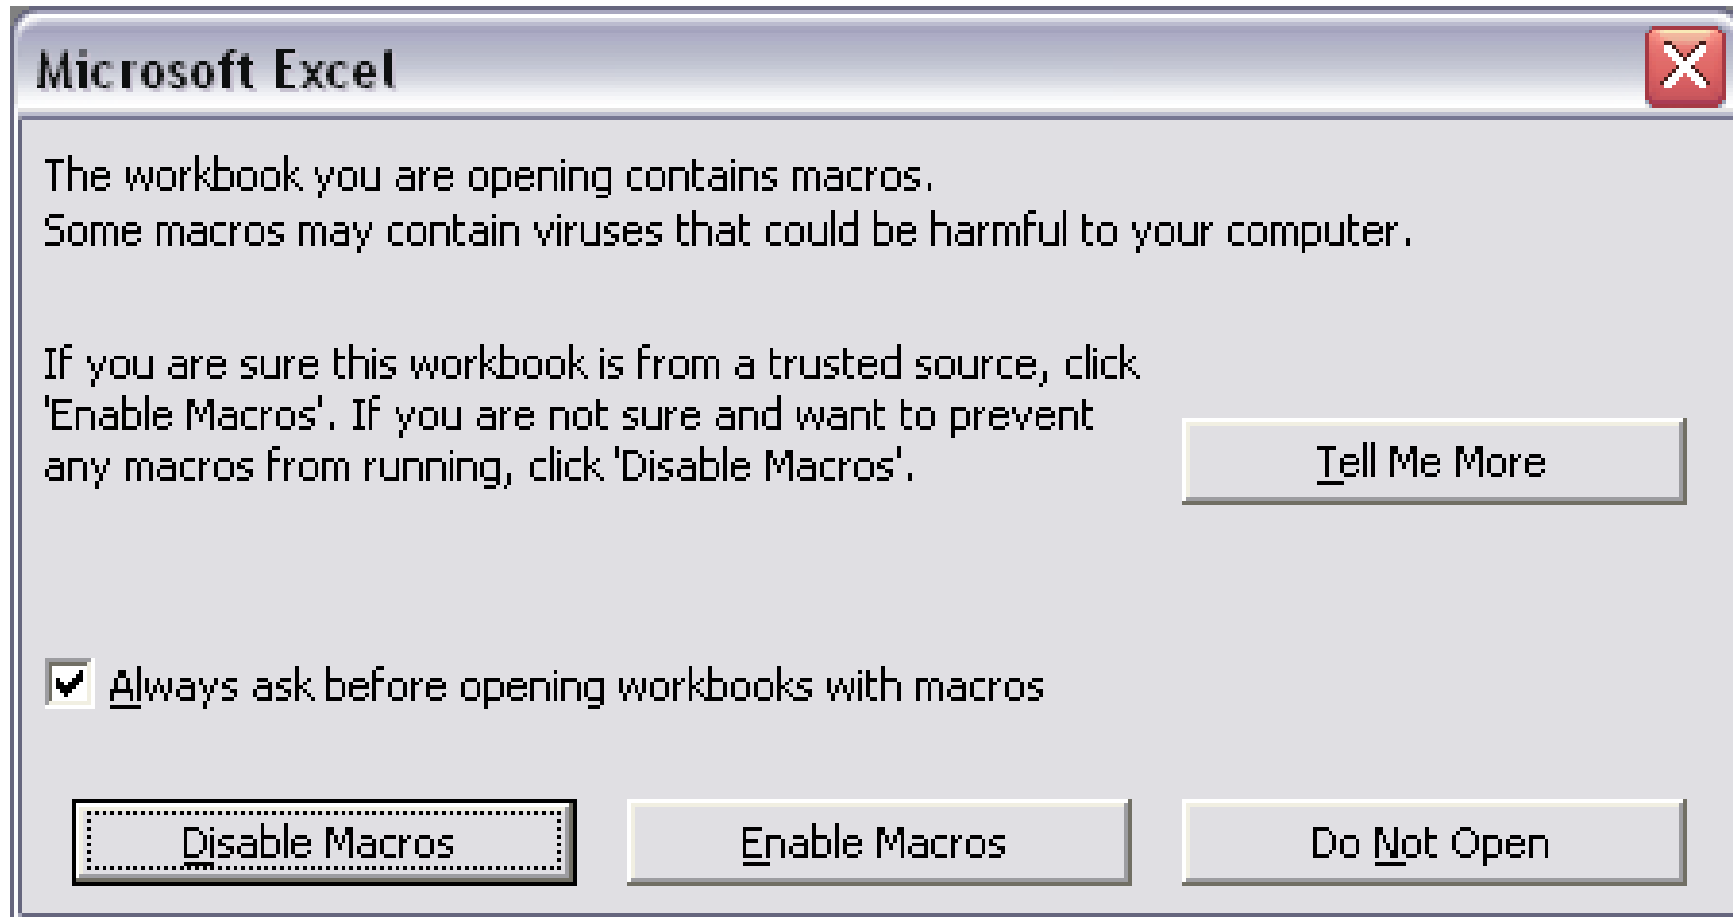 Microsoft Excel
The workbook you are opening contains macros.
Some macros may contain viruses that could be harmful to your computer.
If you are sure this workbook is from a trusted source, click
'Enable Macros'. If you are not sure and want to prevent
any macros from running, click 'Disable Macros'.
Tell Me More
Always ask before opening workbooks with macros
Disable Macros
Enable Macros
Do Not Open